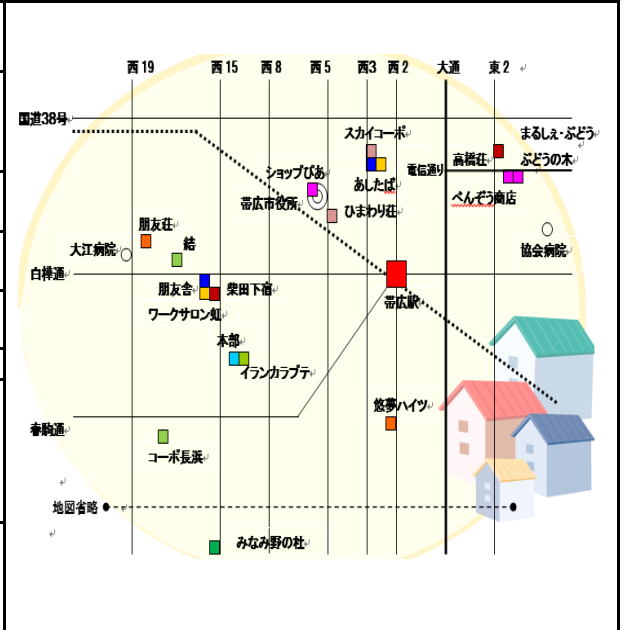 西19 西15 西8 西5 西3 西2 大通 東2
国道38号
スカイコーポ
まるしぇ-ぶどう
高橋荘
ぶどうの木
電信通り
ショップぴあ
あしたば
ぺんぞう商店
帯広市役所
ひまわり荘
朋友荘
結
大江病院
協会病院
白樺通
朋友舎
柴田下宿
帯広駅
ワークサロン虹
本部
イランカラプテ
悠夢ハイツ
春駒通
コーポ長浜
地図省略
みなみ野の杜